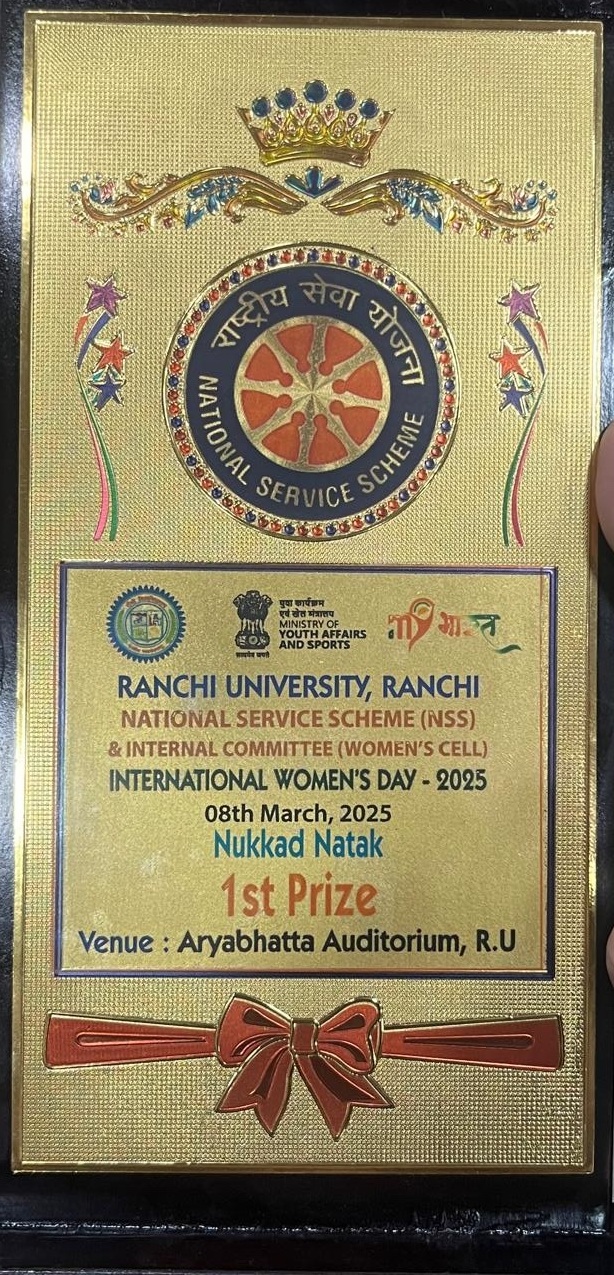 राष्ट्रीय सेवा योजना
NATIONAL SERVICE SCHEME
युवा कार्यक्रम
एवं खेल मंत्रालय
MINISTRY OF
YOUTH AFFAIRS
AND SPORTS
सत्यमेव जयते
my भारत
RANCHI UNIVERSITY, RANCHI
NATIONAL SERVICE SCHEME (NSS)
& INTERNAL COMMITTEE (WOMEN'S CELL)
INTERNATIONAL WOMEN'S DAY - 2025
08th March, 2025
Nukkad Natak
1st Prize
Venue : Aryabhatta Auditorium, R.U